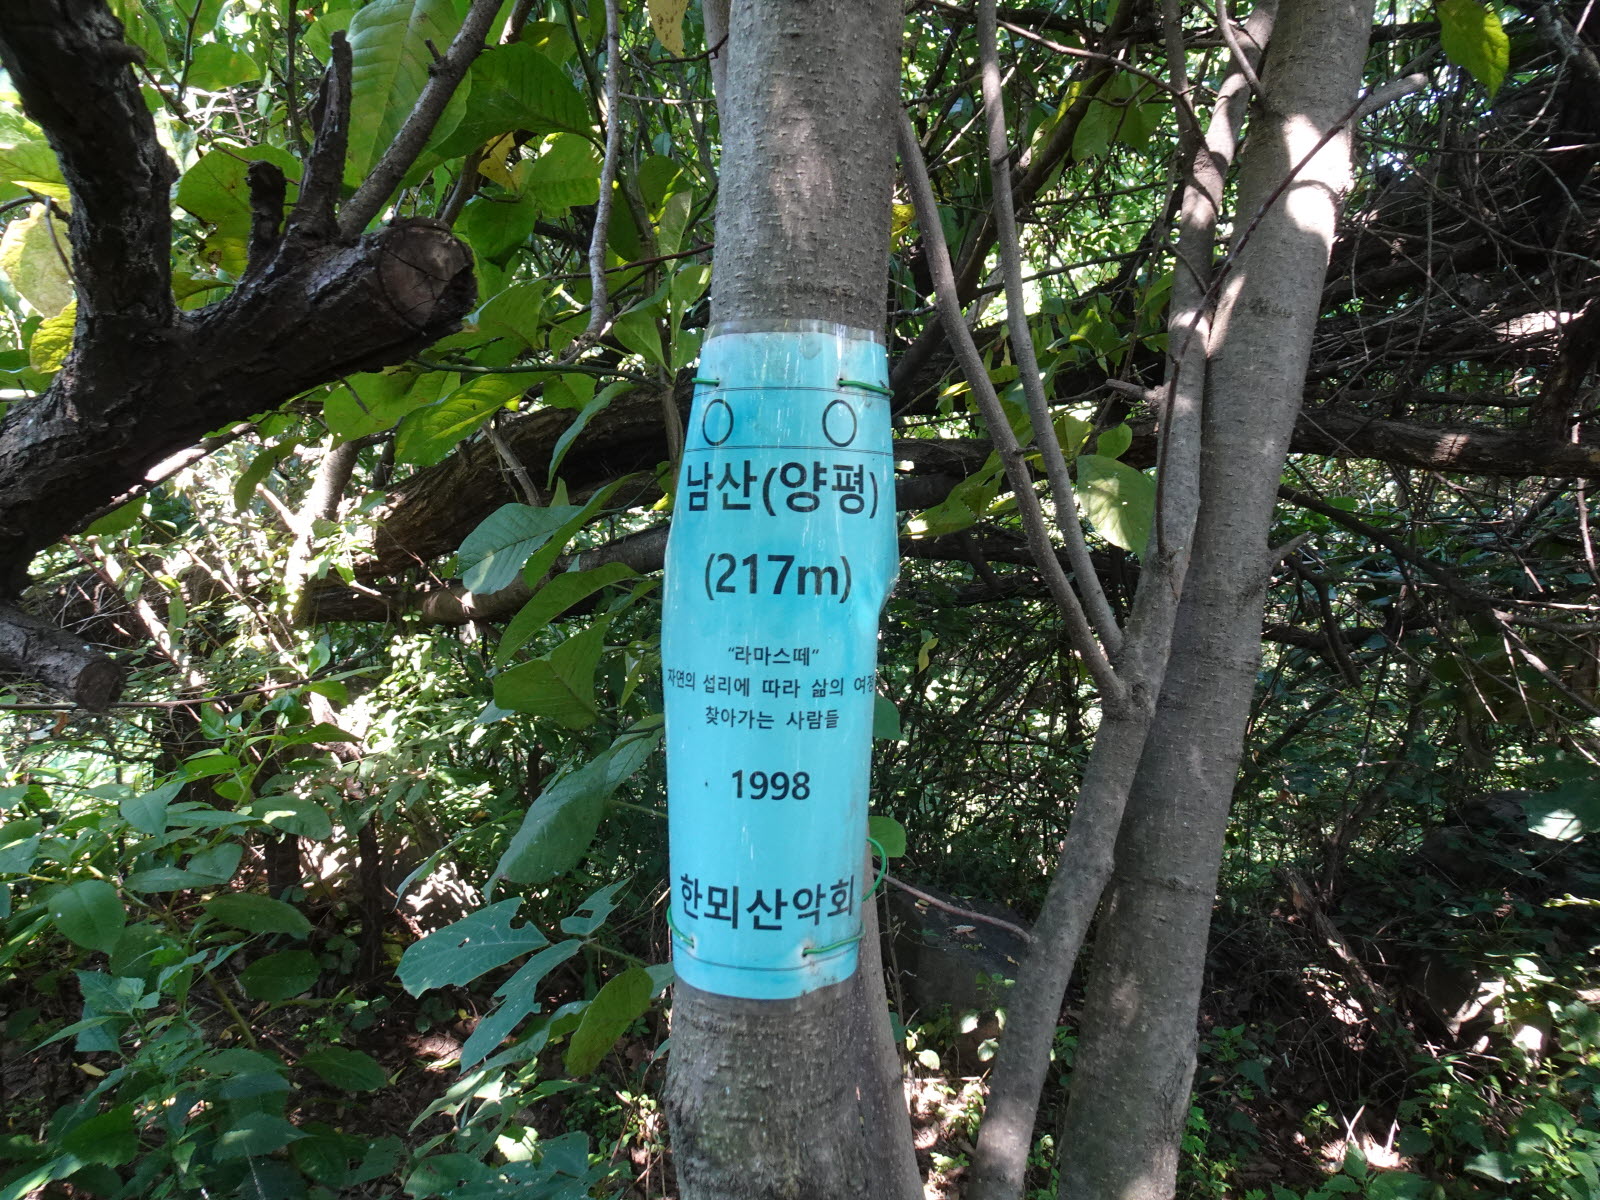 남산(양평)
(217m)
"라마스떼"
자연의 섭리에 따라 삶의 여정
찾아가는 사람들
1998
한뫼산악회